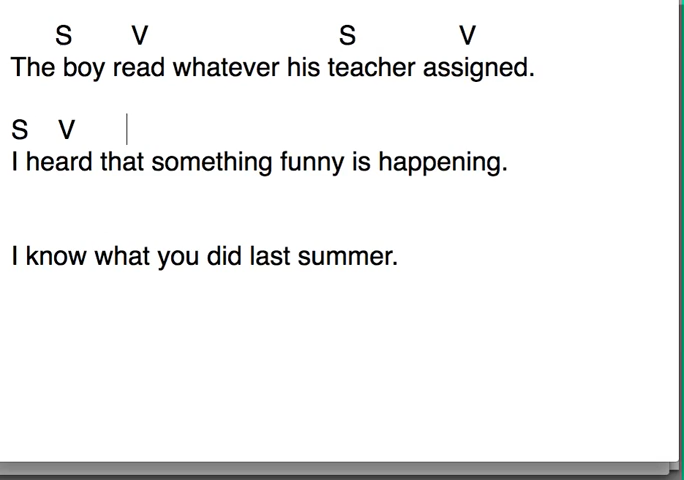 S V S V
The boy read whatever his teacher assigned.
S V
I heard that something funny is happening.
I know what you did last summer.